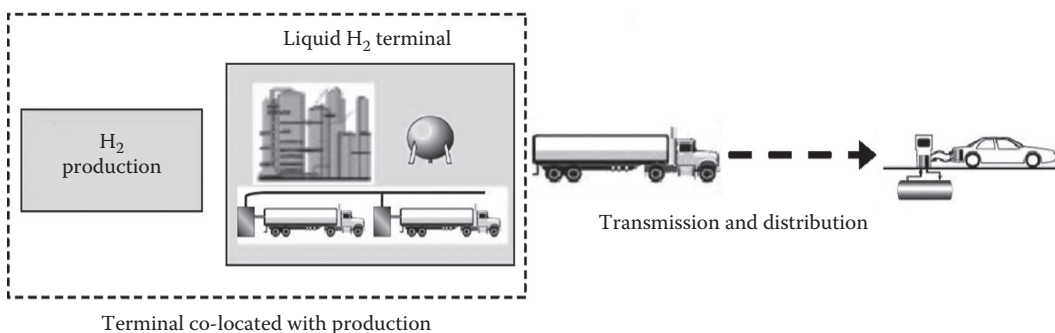 Liquid H₂ terminal
H₂
production
Transmission and distribution
Terminal co-located with production